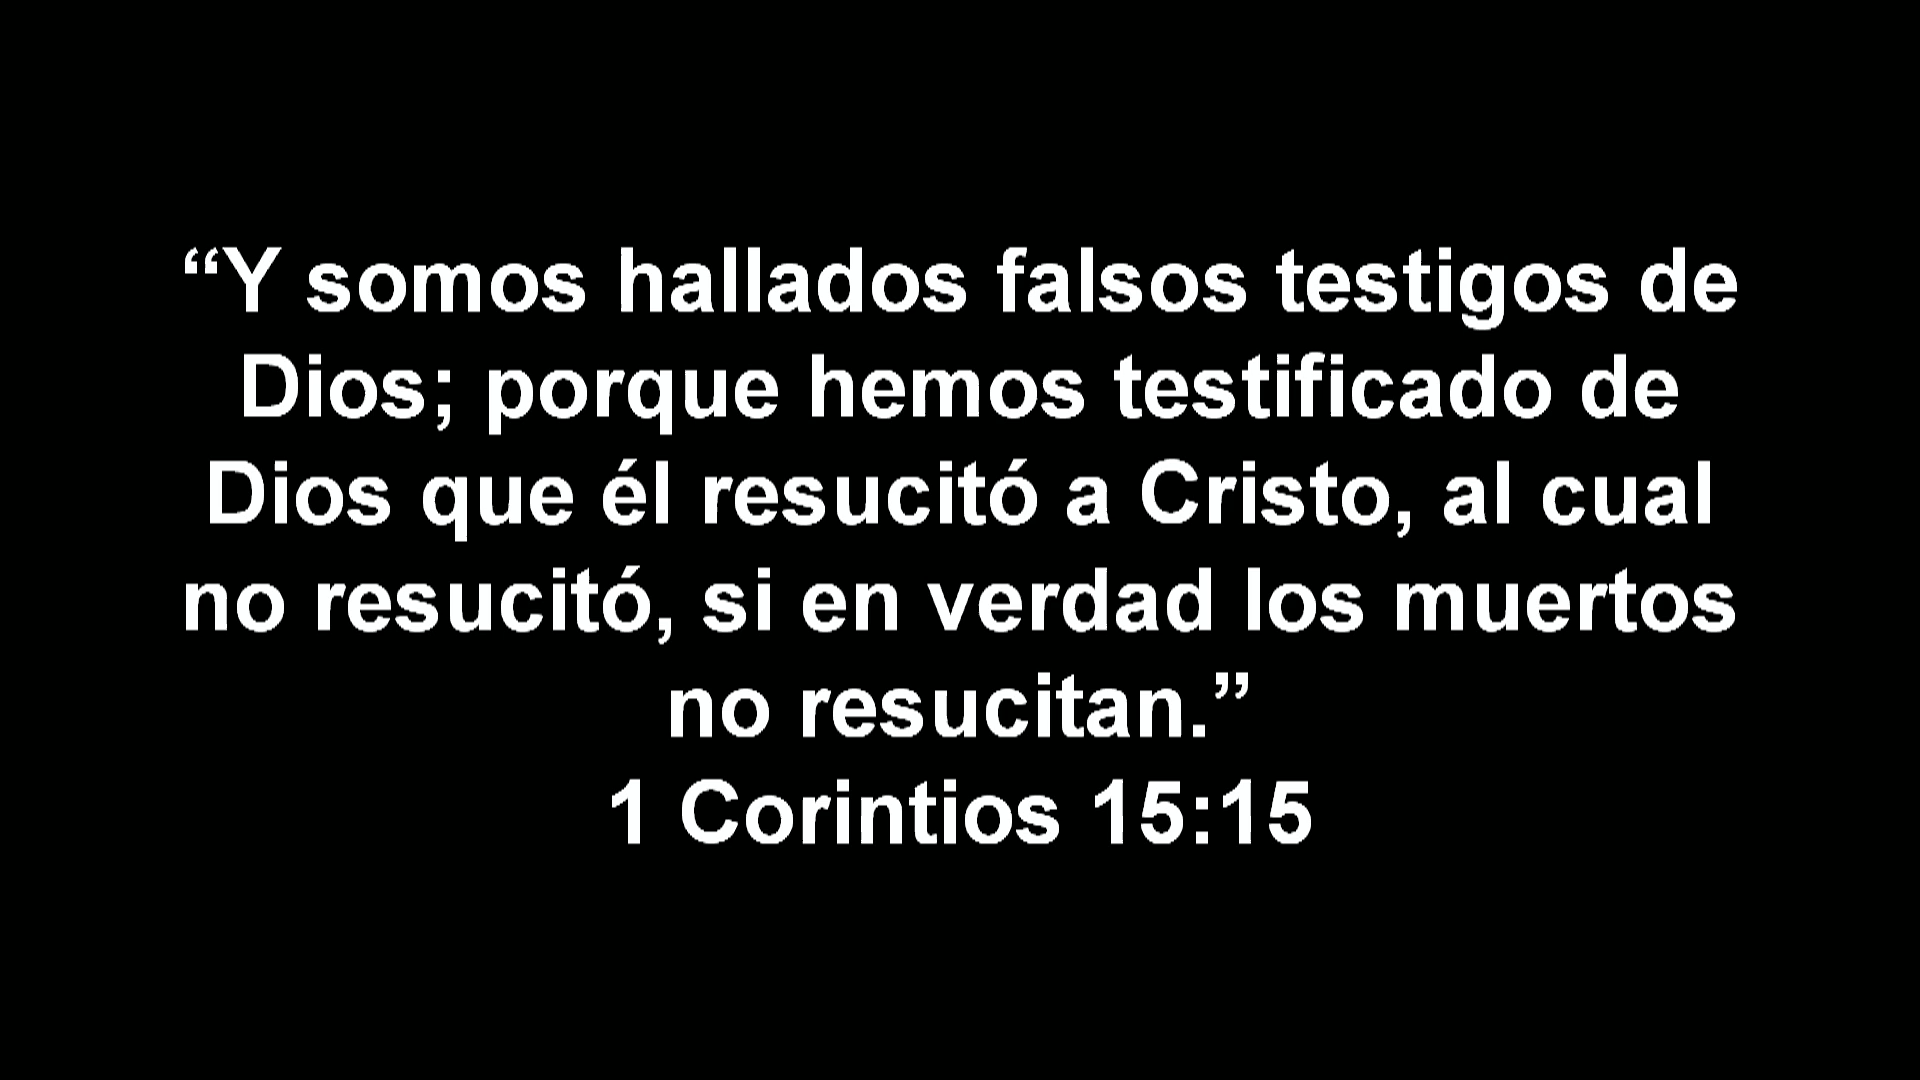 “Y somos hallados falsos testigos de
Dios; porque hemos testificado de
Dios que él resucitó a Cristo, al cual
no resucitó, si en verdad los muertos
no resucitan.”
1 Corintios 15:15